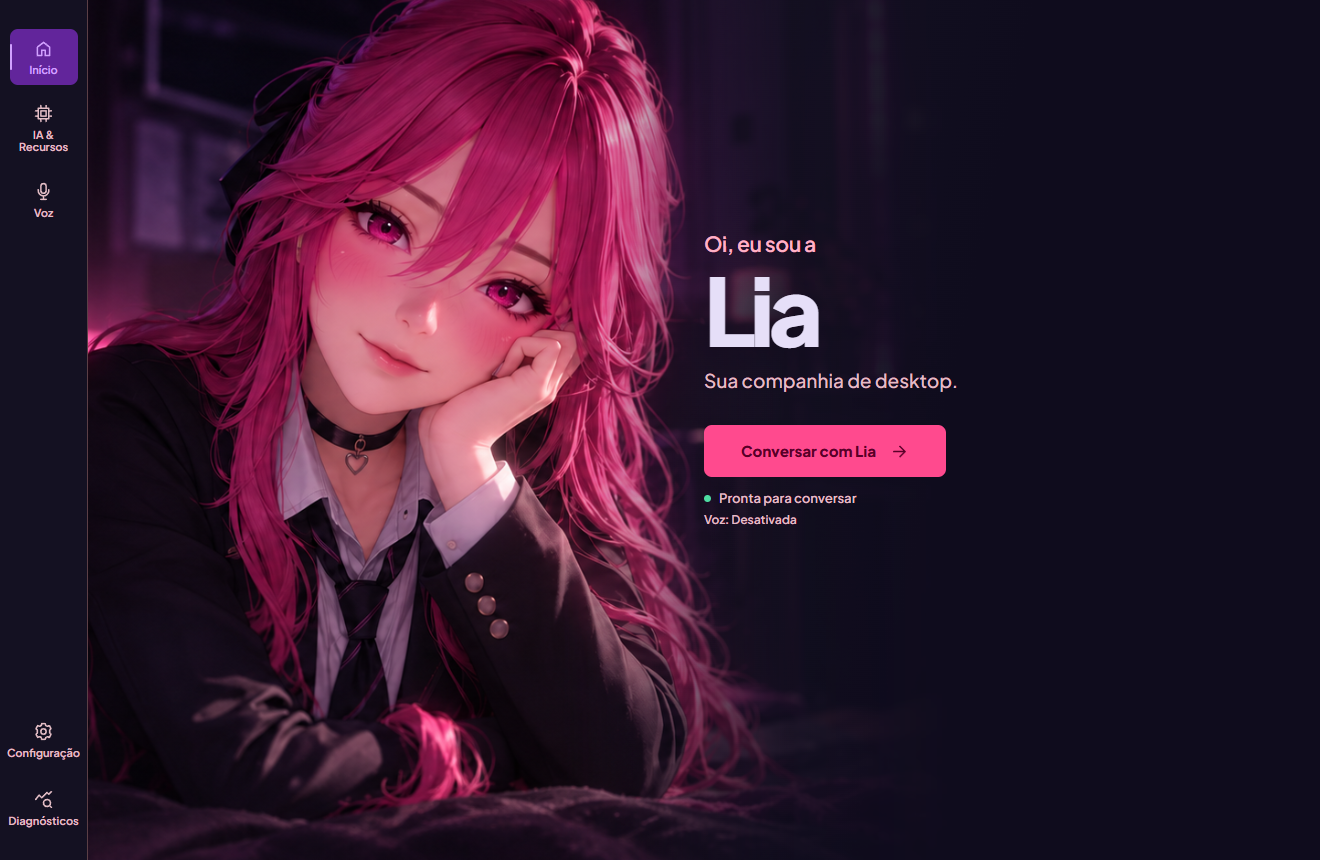 Início
IA &
Recursos
Voz
Configuração
Diagnósticos
Oi, eu sou a
Lia
Sua companhia de desktop.
Conversar com Lia
Pronta para conversar
Voz: Desativada